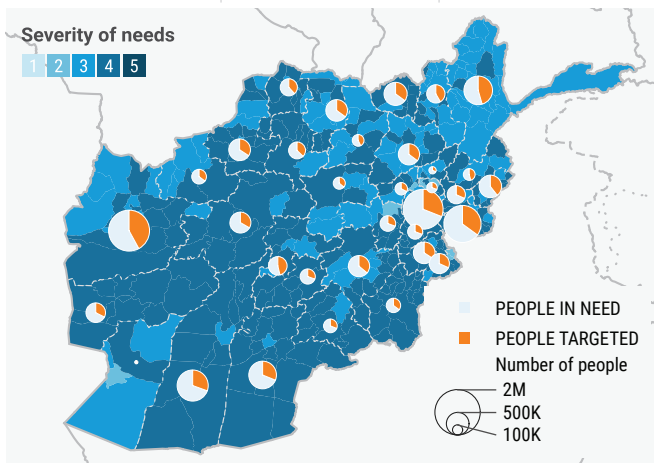 Severity of needs
1 2 3 4 5
PEOPLE IN NEED
PEOPLE TARGETED
Number of people
2M
500K
100K